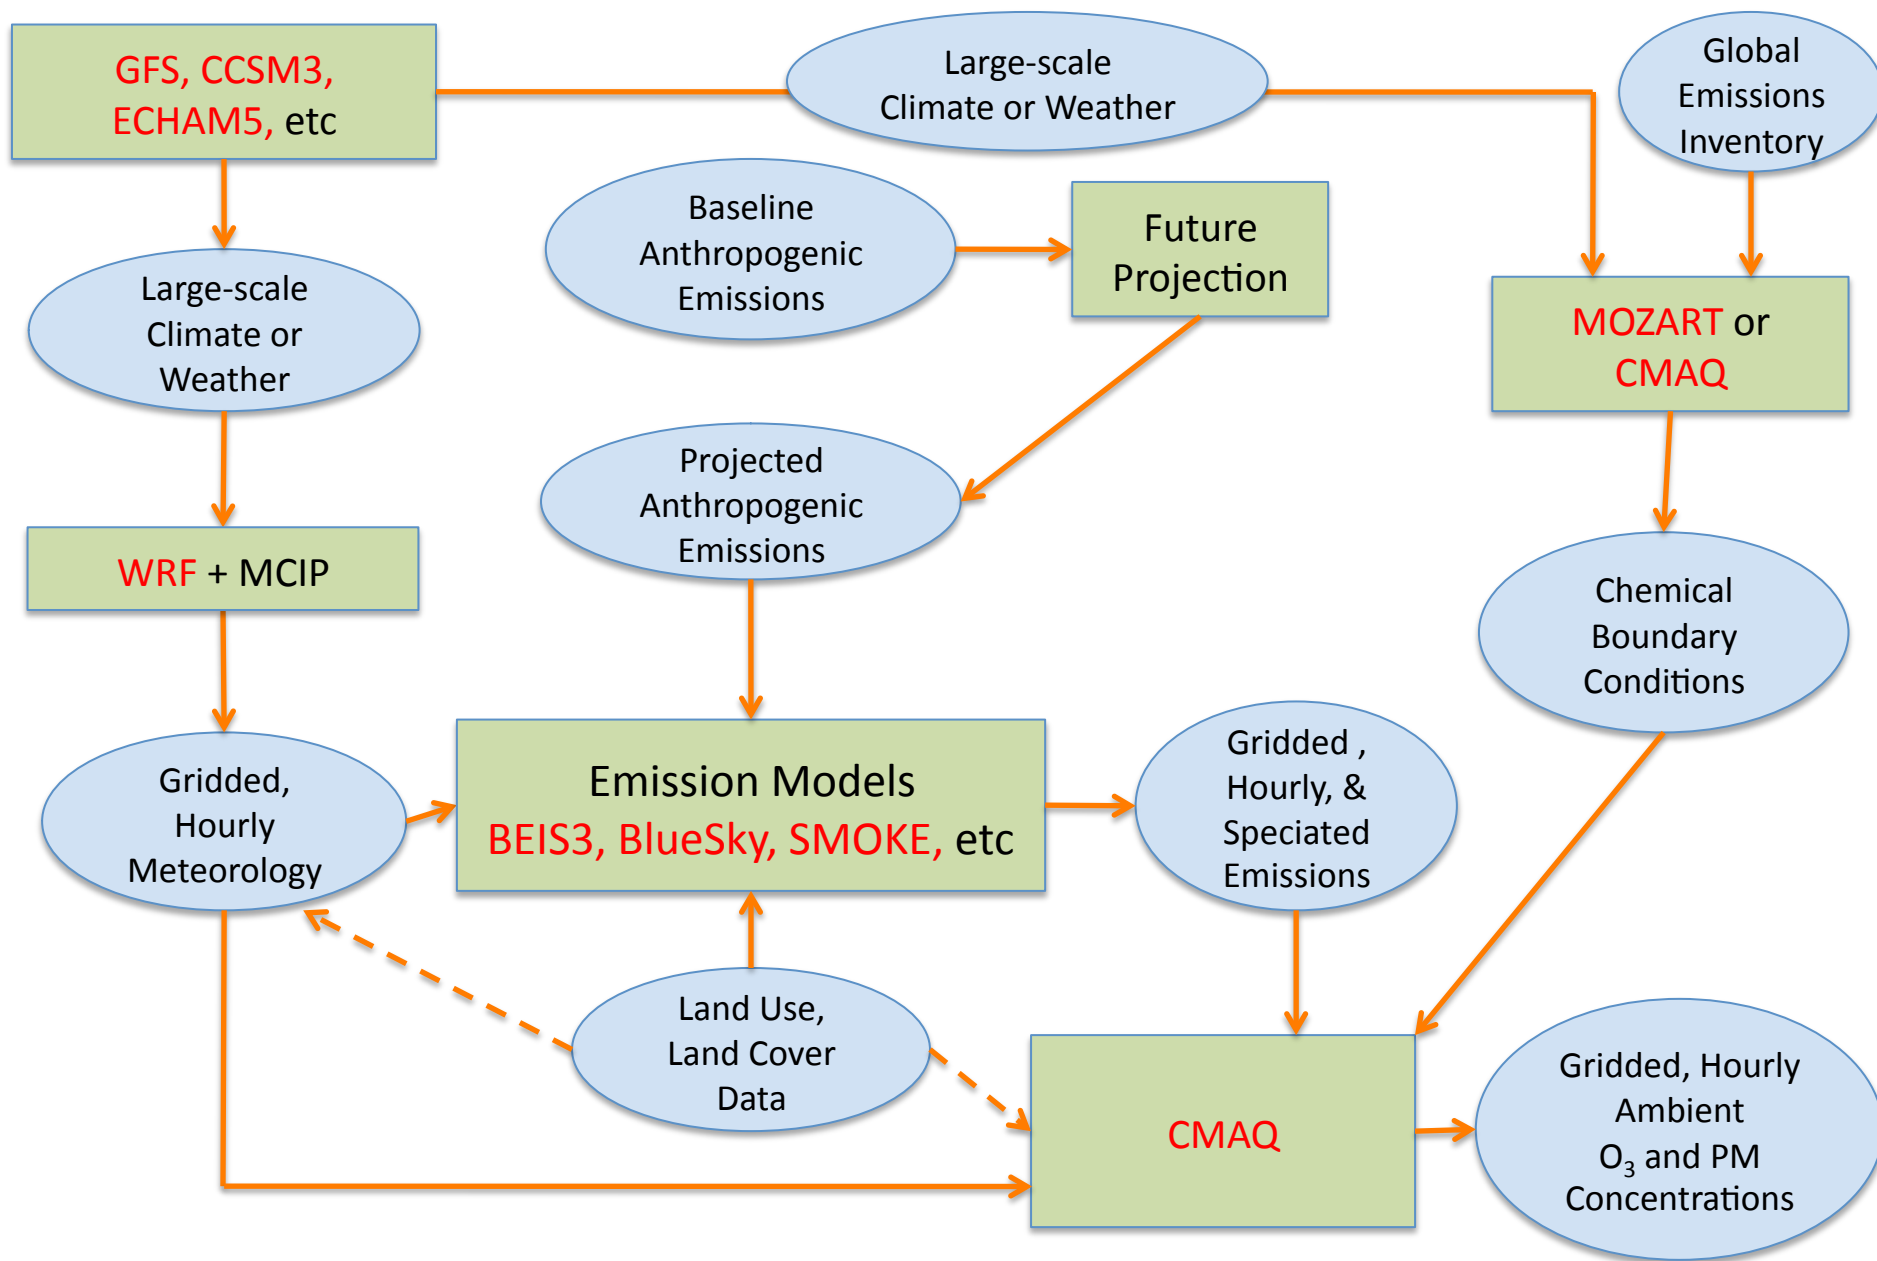 GFS, CCSM3,
ECHAM5, etc
Large-scale
Climate or Weather
Global
Emissions
Inventory
Baseline
Anthropogenic
Emissions
Future
Projection
Large-scale
Climate or
Weather
MOZART or
CMAQ
Projected
Anthropogenic
Emissions
WRF + MCIP
Chemical
Boundary
Conditions
Gridded,
Hourly
Meteorology
Emission Models
BEIS3, BlueSky, SMOKE, etc
Gridded ,
Hourly, &
Speciated
Emissions
Land Use,
Land Cover
Data
CMAQ
Gridded, Hourly
Ambient
O₃ and PM
Concentrations